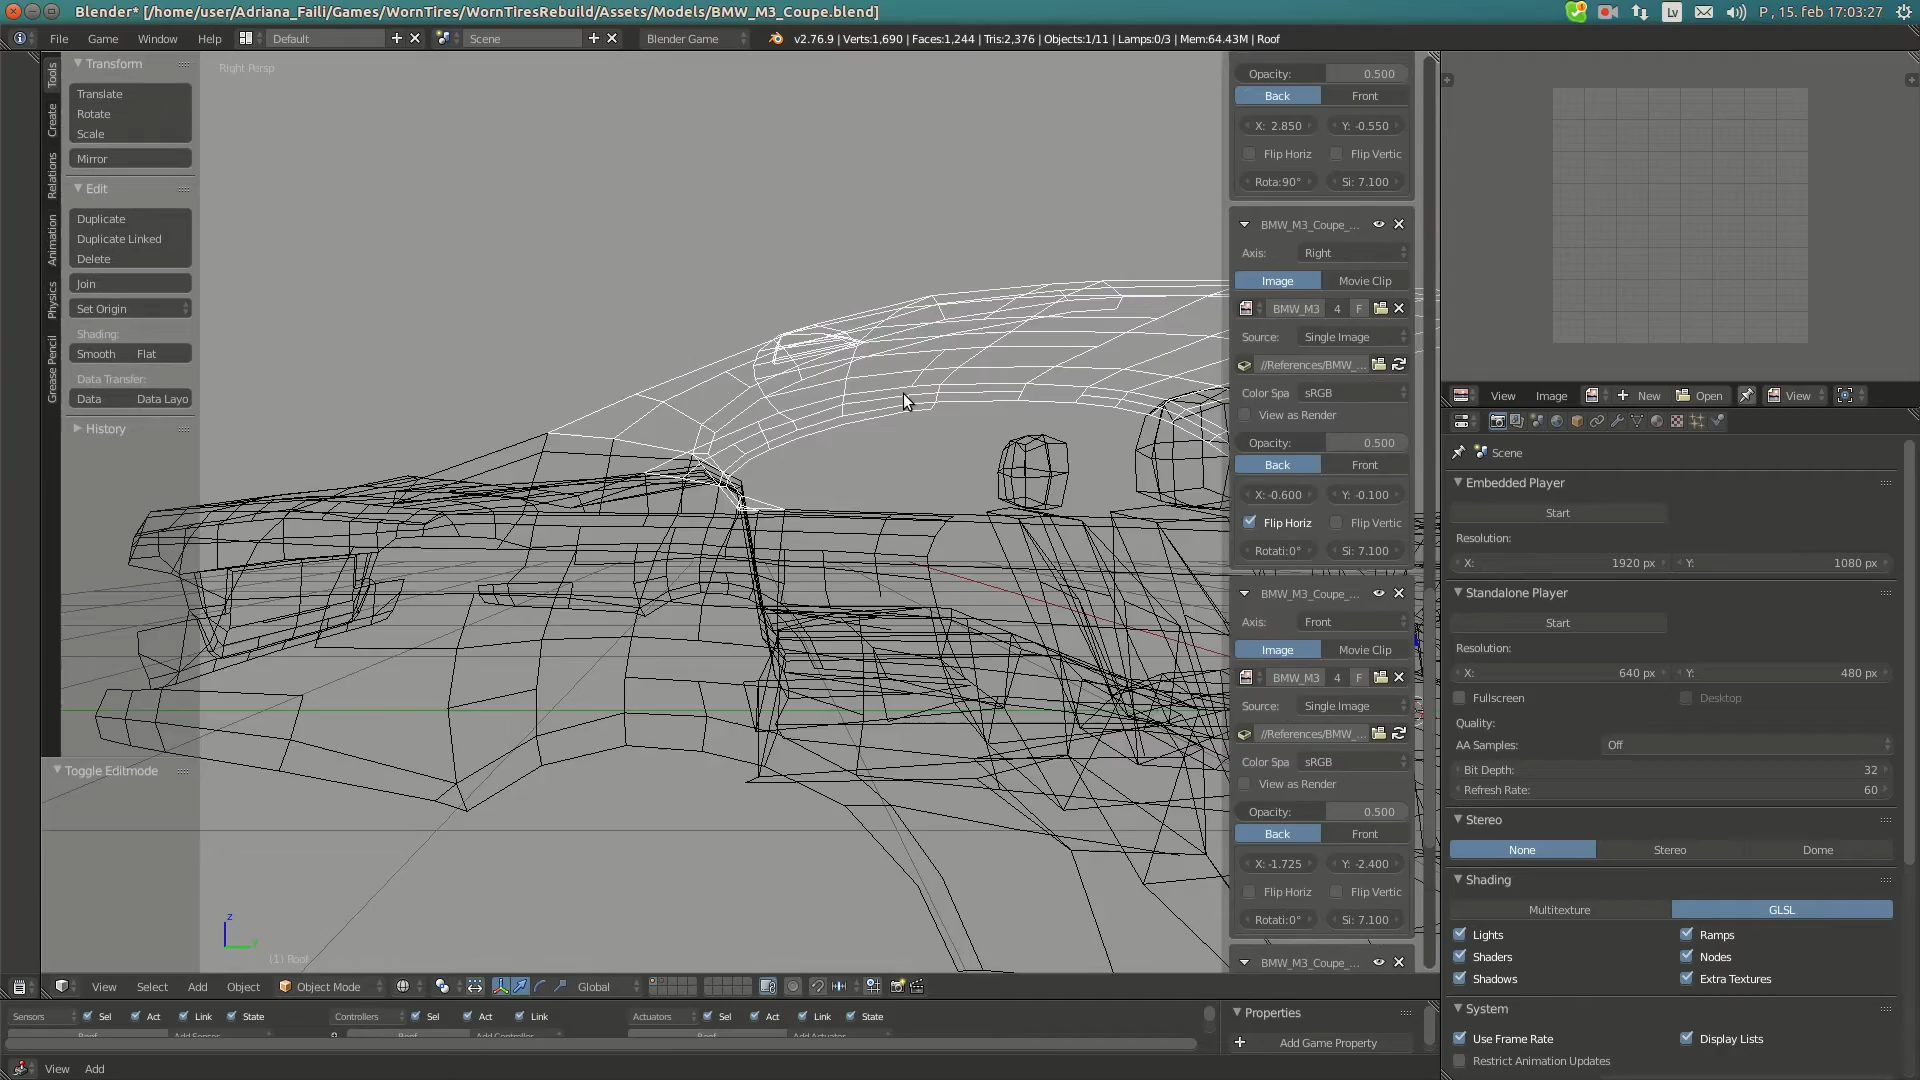 Blender* [/home/user/Adriana_Faili/Games/WornTires/WornTiresRebuild/Assets/Models/BMW_M3_Coupe.blend]
Lv P , 15. feb 17:03:27
File Game Window Help Default Scene Blender Game v2.76.9 | Verts:1,690 | Faces:1,244 | Tris:2,376 | Objects:1/11 | Lamps:0/3 | Mem:64.43M | Roof
Tools
Create
Relations
Animation
Physics
Grease Pencil
Transform
Translate
Rotate
Scale
Mirror
Edit
Duplicate
Duplicate Linked
Delete
Join
Set Origin
Shading:
Smooth Flat
Data Transfer:
Data Data Layo
History
Toggle Editmode
Right Persp
z
y
(1) Roof
Opacity: 0.500
Back Front
X: 2.850 Y: -0.550
Flip Horiz Flip Vertic
Rota:90° Si: 7.100
BMW_M3_Coupe_...
Axis: Right
Image Movie Clip
BMW_M3 4 F
Source: Single Image
//References/BMW_...
Color Spa sRGB
View as Render
Opacity: 0.500
Back Front
X:-0.600 Y: -0.100
Flip Horiz Flip Vertic
Rotati:0° Si: 7.100
BMW_M3_Coupe_...
Axis: Front
Image Movie Clip
BMW_M3 4 F
Source: Single Image
//References/BMW_...
Color Spa sRGB
View as Render
Opacity: 0.500
Back Front
X:-1.725 Y: -2.400
Flip Horiz Flip Vertic
Rotati:0° Si: 7.100
BMW_M3_Coupe_...
View Image New Open View
Scene
Embedded Player
Start
Resolution:
X: 1920 px Y: 1080 px
Standalone Player
Start
Resolution:
X: 640 px Y: 480 px
Fullscreen Desktop
Quality:
AA Samples: Off
Bit Depth: 32
Refresh Rate: 60
Stereo
None Stereo Dome
Shading
Multitexture GLSL
Lights Ramps
Shaders Nodes
Shadows Extra Textures
System
Use Frame Rate Display Lists
Restrict Animation Updates
View Select Add Object Object Mode Global
Sensors Sel Act Link State Controllers Sel Act Link Actuators Sel Act Link State
Roof Add Sensor Roof Add Controller Roof Add Actuator
Properties
Add Game Property
View Add